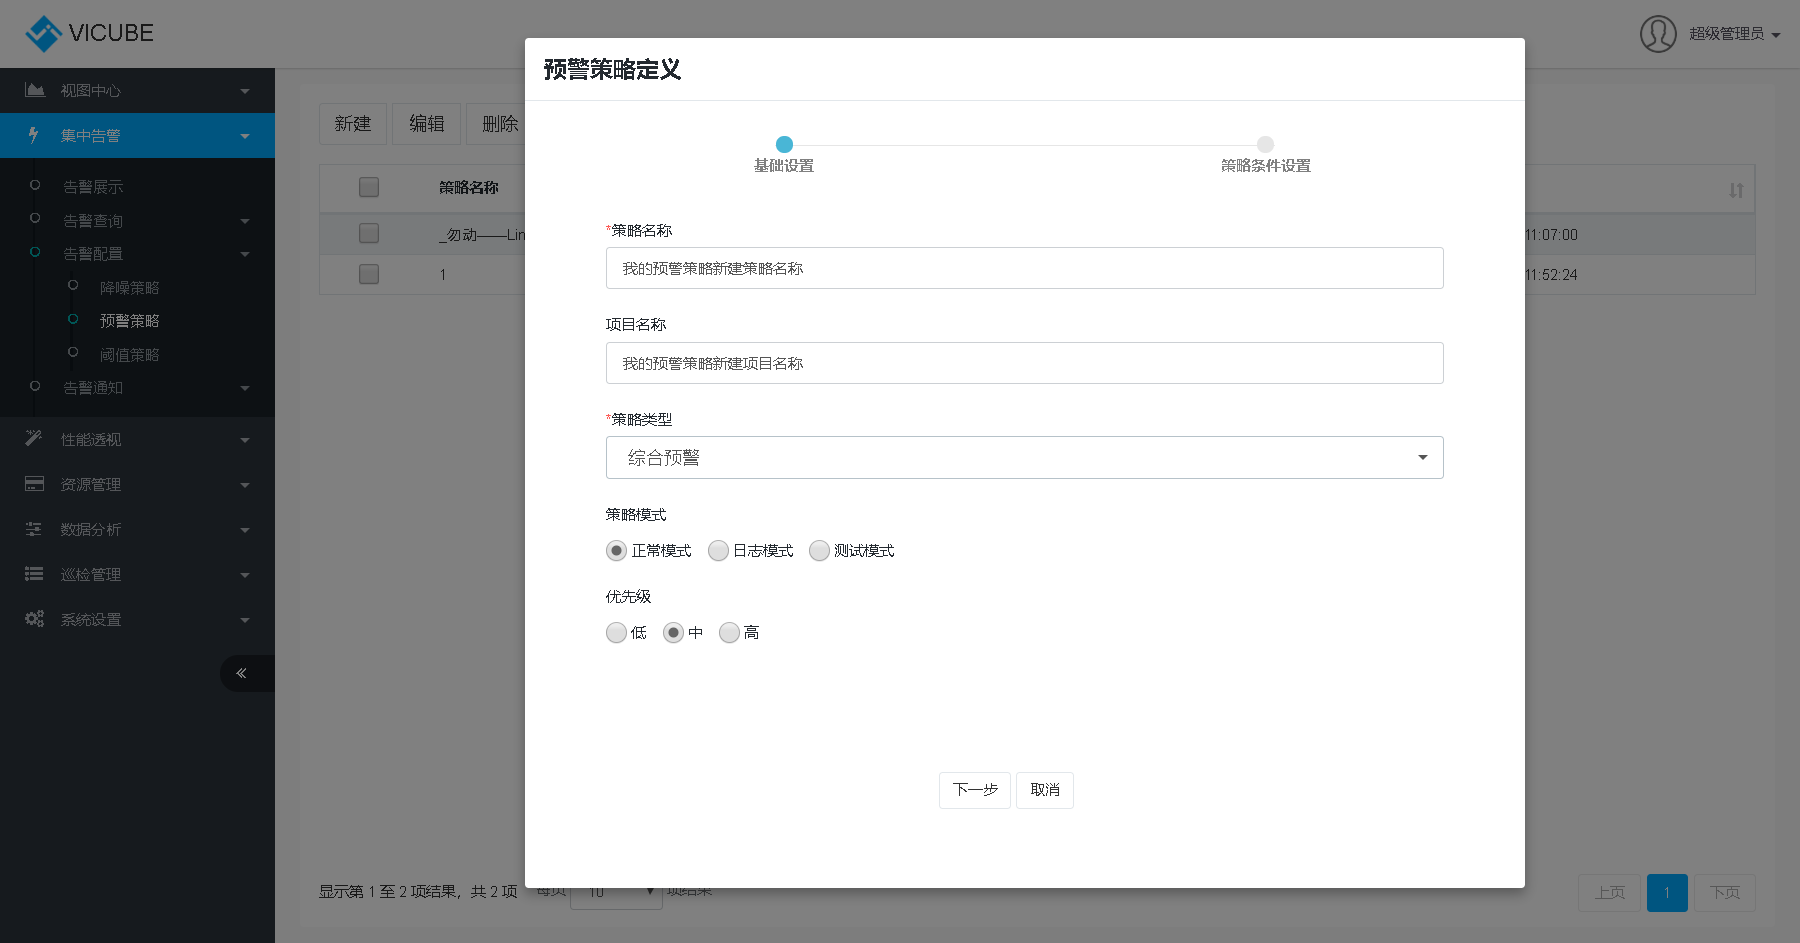 VICUBE
超级管理员
视图中心
集中告警
告警展示
告警查询
告警配置
降噪策略
预警策略
阈值策略
告警通知
性能透视
资源管理
数据分析
巡检管理
系统设置
新建 编辑 删除
策略名称
_勿动——Lin
11:07:00
1
11:52:24
预警策略定义
基础设置
策略条件设置
*策略名称
我的预警策略新建策略名称
项目名称
我的预警策略新建项目名称
*策略类型
综合预警
策略模式
正常模式 日志模式 测试模式
优先级
低 中 高
下一步 取消
显示第 1 至 2 项结果，共 2 项 每页 10 项结果
上页 1 下页